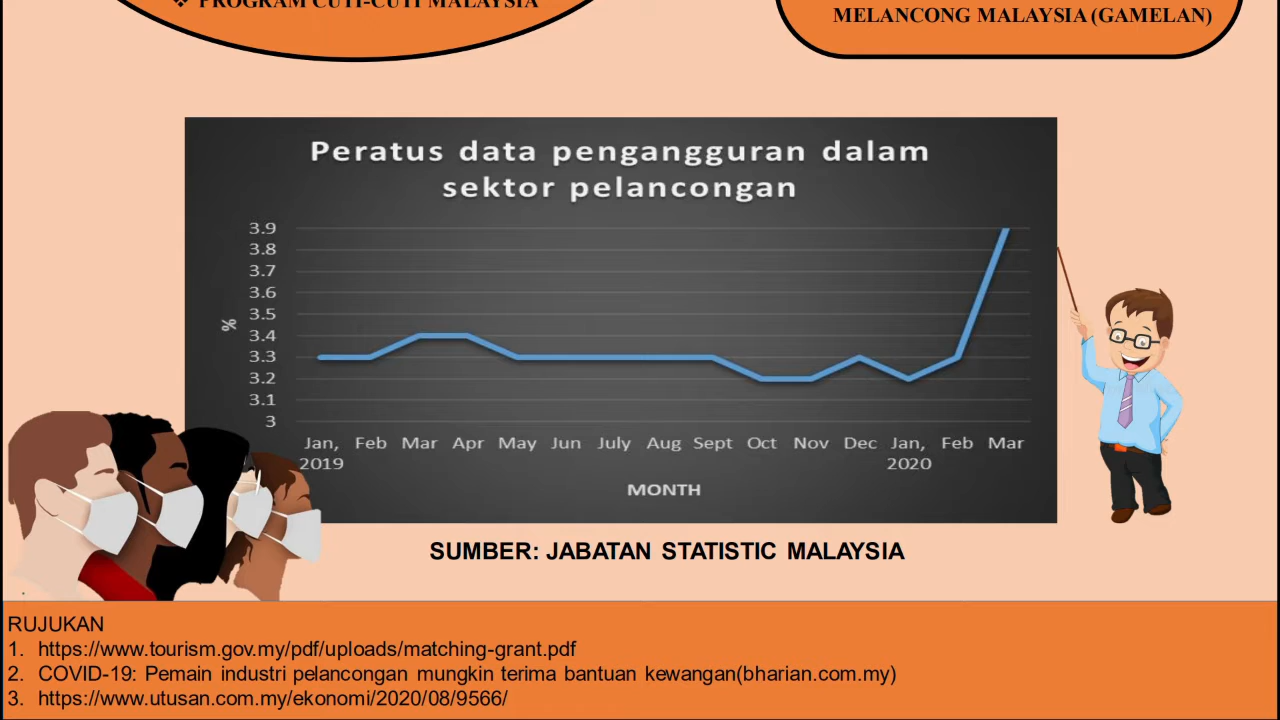 ❖ PROGRAM CUTI-CUTI MALAYSIA
MELANCONG MALAYSIA (GAMELAN)
Peratus data pengangguran dalam
sektor pelancongan
3.9
3.8
3.7
3.6
3.5
3.4
3.3
3.2
3.1
3
%
Jan, Feb Mar Apr May Jun July Aug Sept Oct Nov Dec Jan, Feb Mar
2019 2020
MONTH
SUMBER: JABATAN STATISTIC MALAYSIA
RUJUKAN
1. https://www.tourism.gov.my/pdf/uploads/matching-grant.pdf
2. COVID-19: Pemain industri pelancongan mungkin terima bantuan kewangan(bharian.com.my)
3. https://www.utusan.com.my/ekonomi/2020/08/9566/